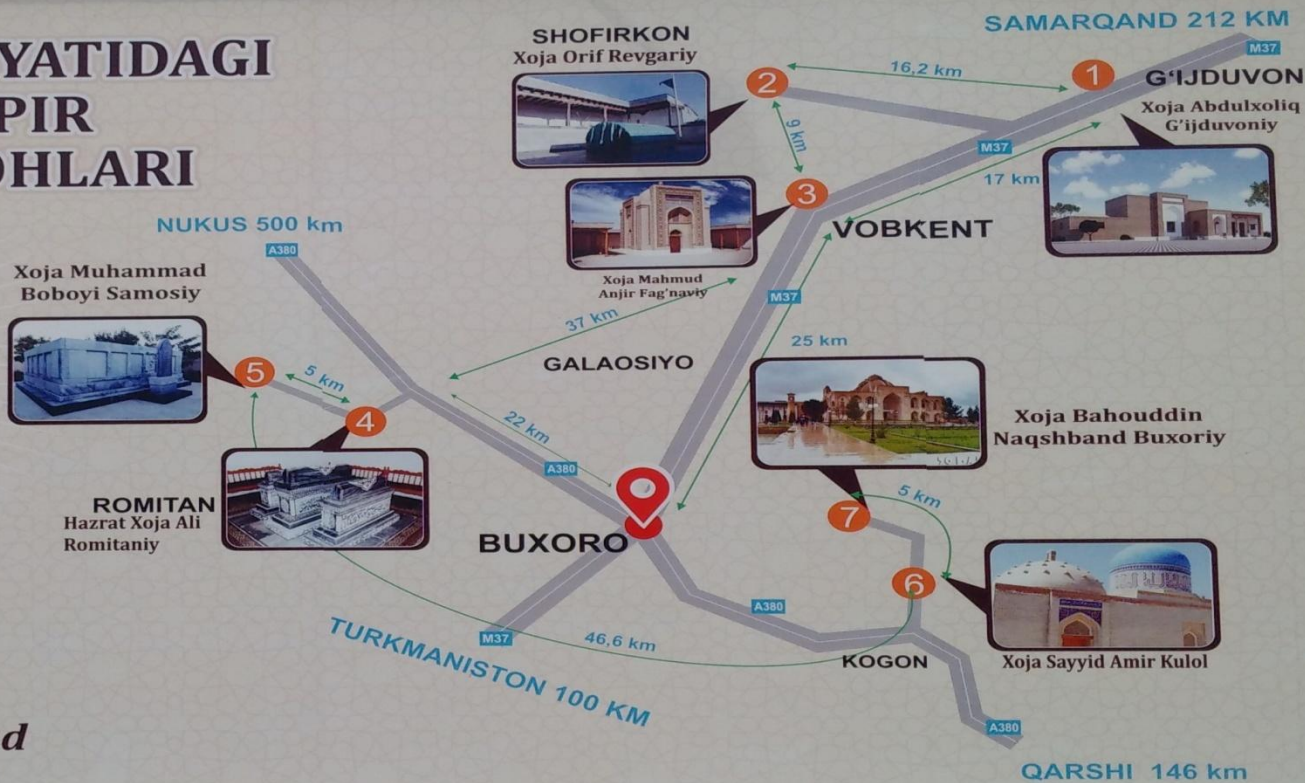 YATIDAGI
PIR
OHLARI
SAMARQAND 212 KM
M37
SHOFIRKON
Xoja Orif Revgariy
2
16,2 km
1
G‘IJDUVON
Xoja Abdulxoliq
G‘ijduvoniy
9 km
M37
17 km
3
VOBKENT
Xoja Mahmud
Anjir Fag‘naviy
NUKUS 500 km
A380
M37
37 km
25 km
GALAOSIYO
Xoja Muhammad
Boboyi Samosiy
5
5 km
4
22 km
A380
ROMITAN
Hazrat Xoja Ali
Romitaniy
BUXORO
Xoja Bahouddin
Naqshband Buxoriy
7
5 km
6
A380
M37
TURKMANISTON 100 KM
46,6 km
KOGON
Xoja Sayyid Amir Kulol
A380
QARSHI 146 km
d